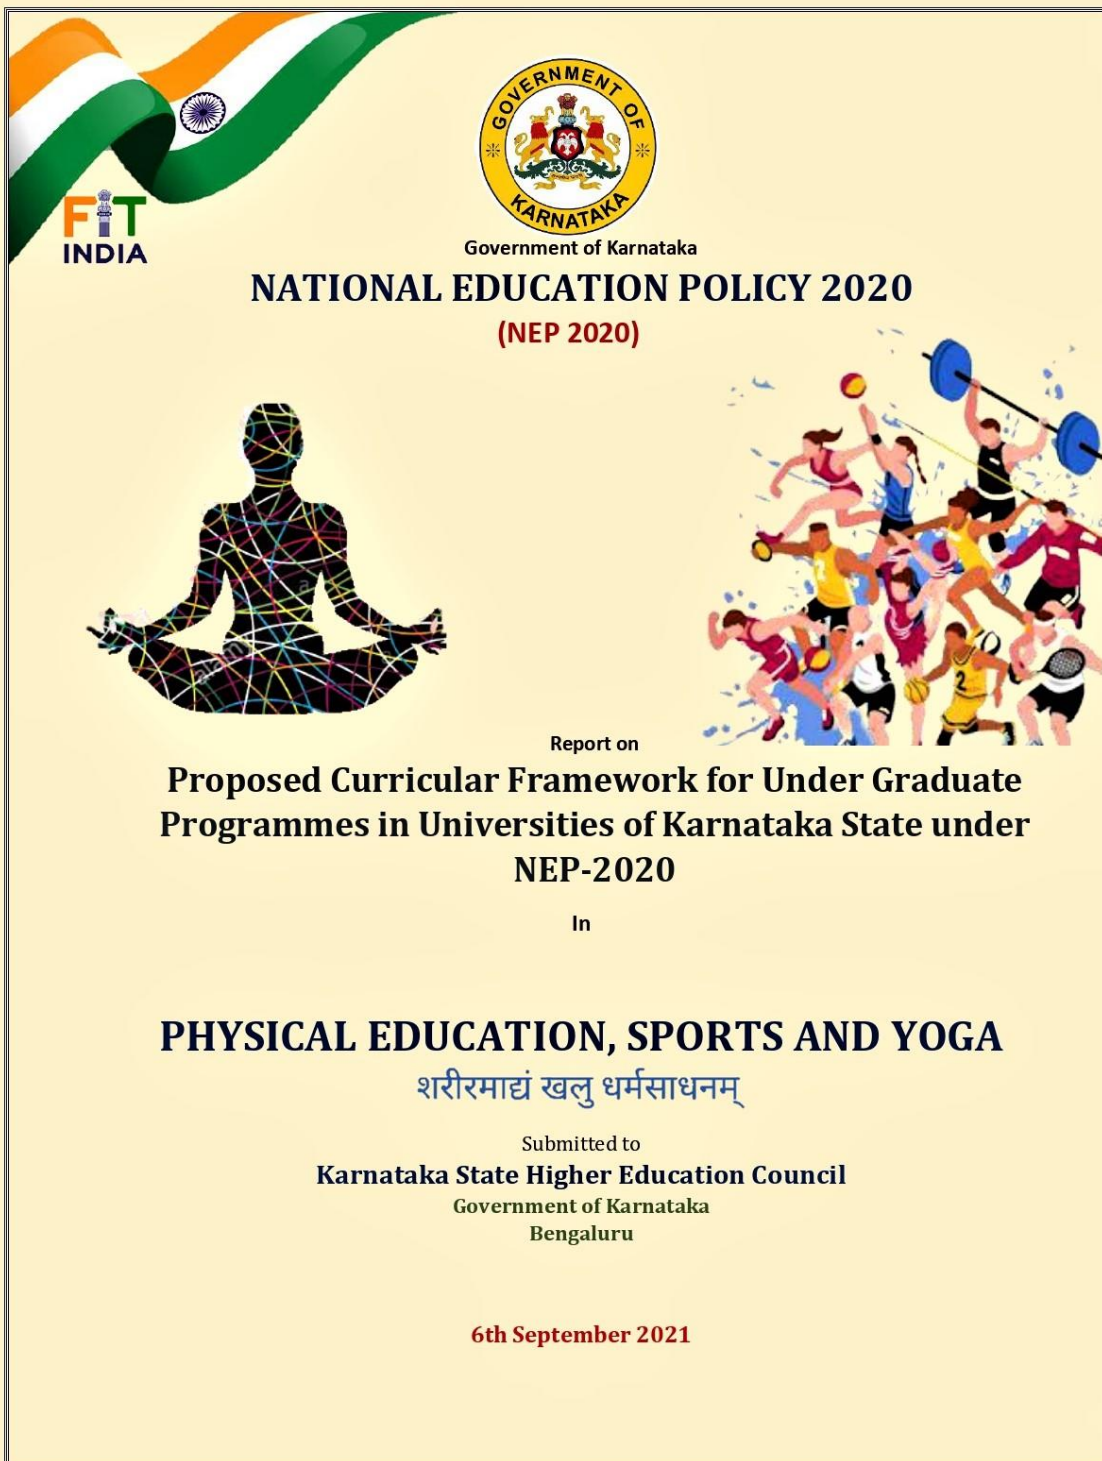 GOVERNMENT OF
KARNATAKA
FiT
INDIA
Government of Karnataka
NATIONAL EDUCATION POLICY 2020
(NEP 2020)
2
2
a
alamy
Report on
Proposed Curricular Framework for Under Graduate
Programmes in Universities of Karnataka State under
NEP-2020
In
PHYSICAL EDUCATION, SPORTS AND YOGA
शरीरमाद्यं खलु धर्मसाधनम्
Submitted to
Karnataka State Higher Education Council
Government of Karnataka
Bengaluru
6th September 2021